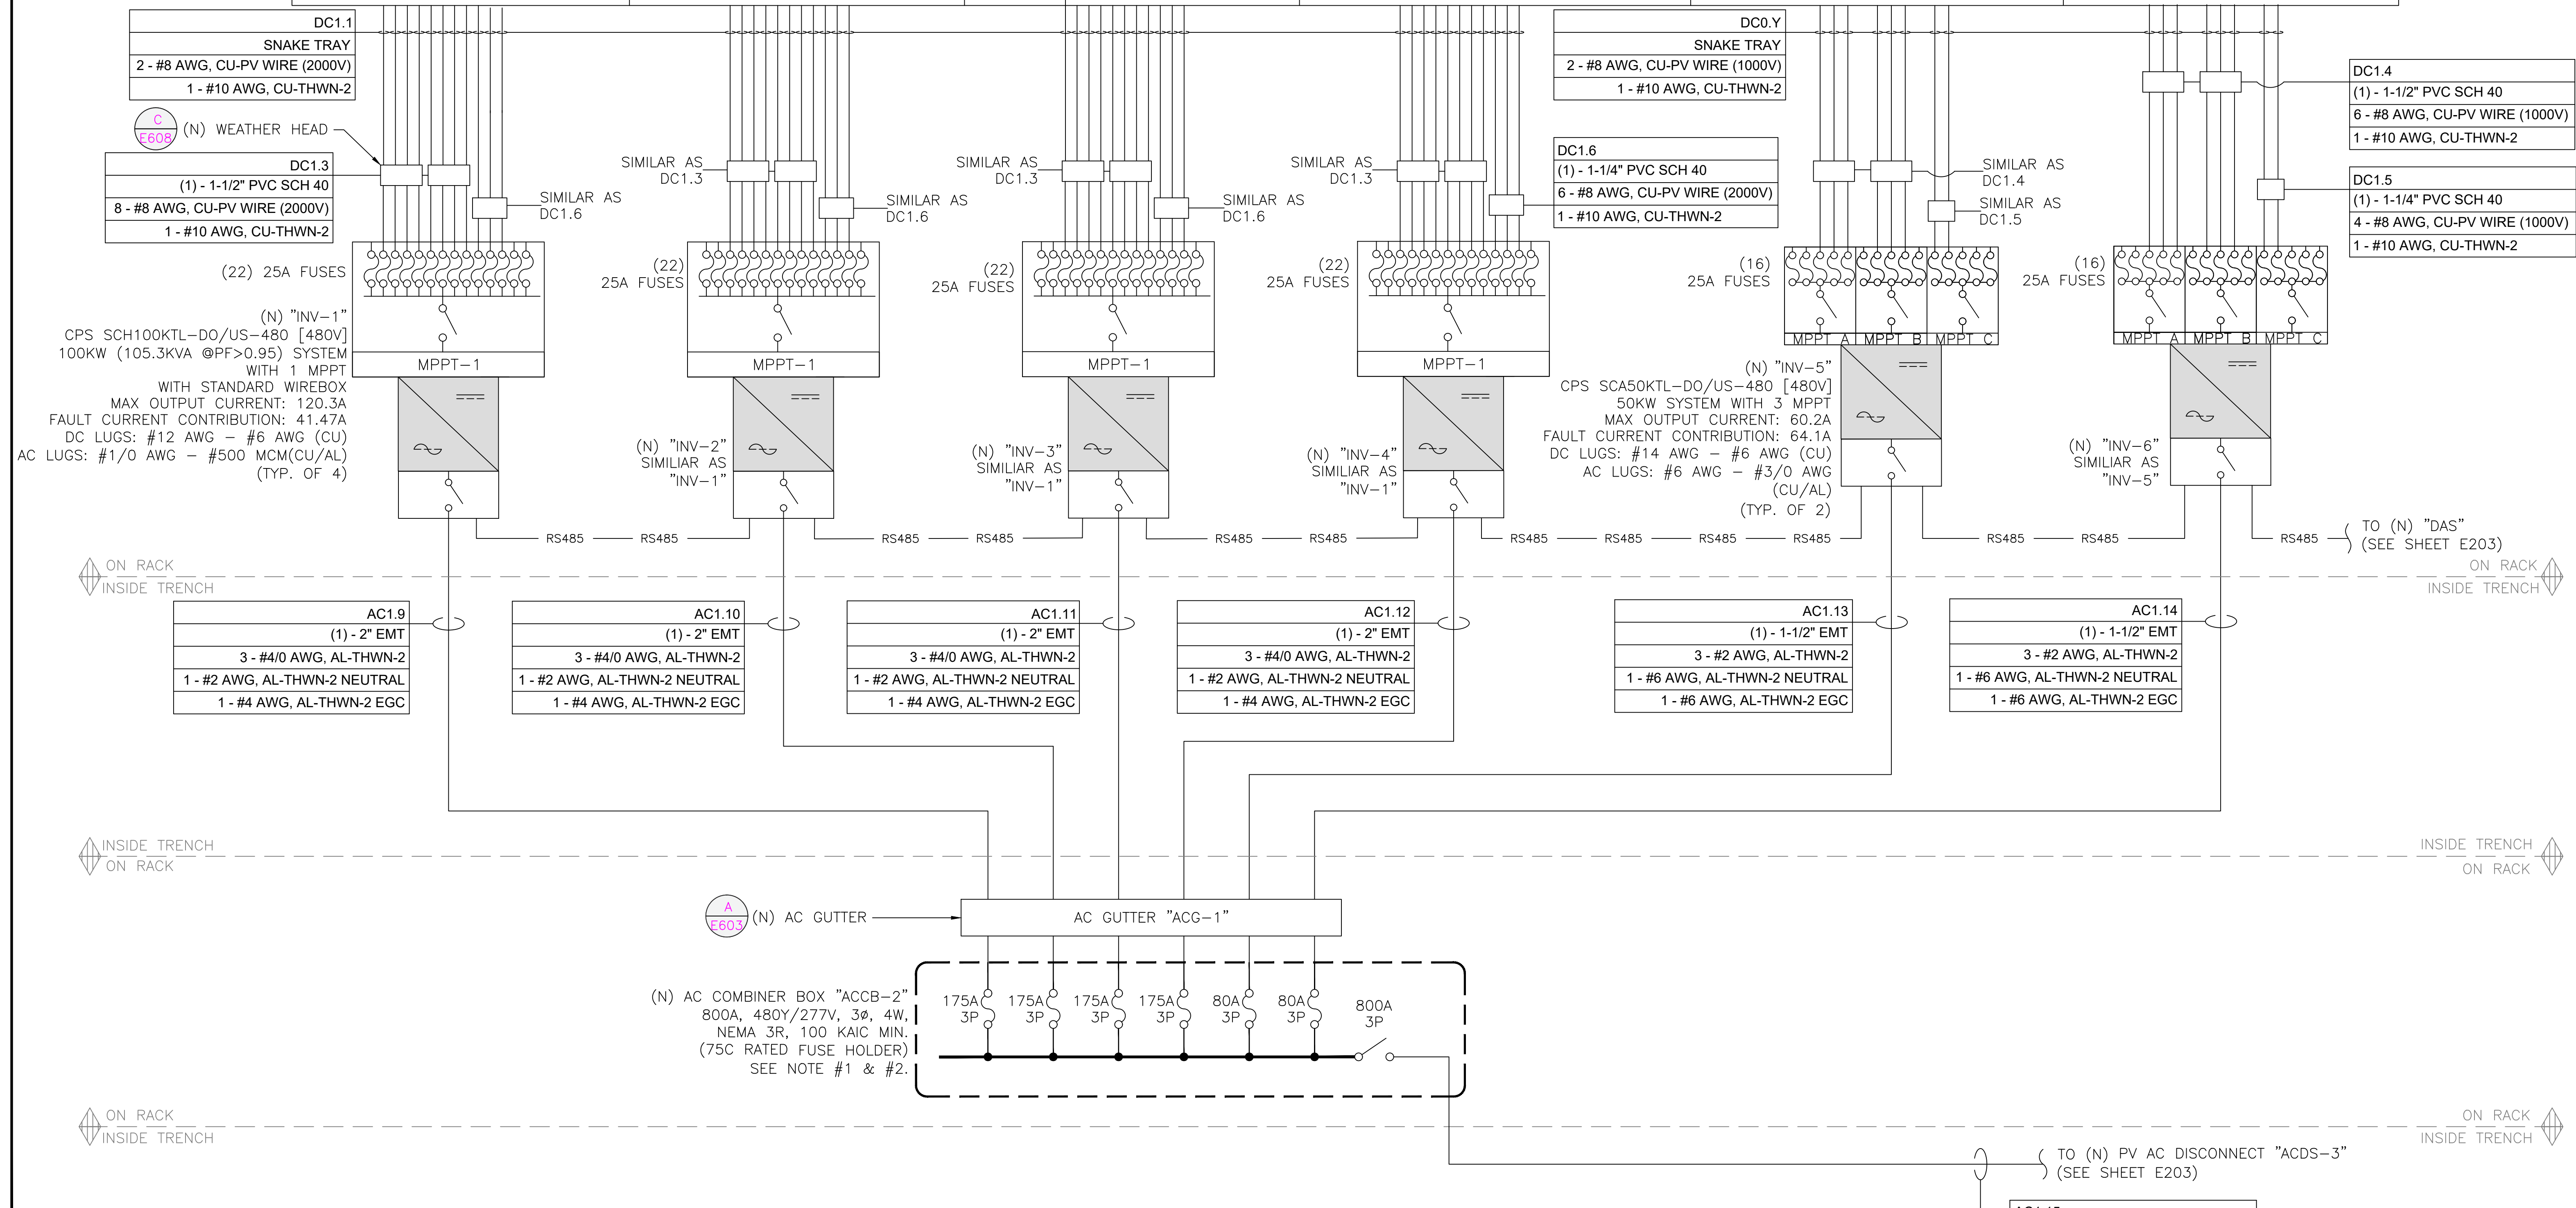 DC1.1
SNAKE TRAY
2 - #8 AWG, CU-PV WIRE (2000V)
1 - #10 AWG, CU-THWN-2
DC0.Y
SNAKE TRAY
2 - #8 AWG, CU-PV WIRE (1000V)
1 - #10 AWG, CU-THWN-2
DC1.4
(1) - 1-1/2" PVC SCH 40
6 - #8 AWG, CU-PV WIRE (1000V)
1 - #10 AWG, CU-THWN-2
C
E608
(N) WEATHER HEAD
DC1.3
(1) - 1-1/2" PVC SCH 40
8 - #8 AWG, CU-PV WIRE (2000V)
1 - #10 AWG, CU-THWN-2
SIMILAR AS
DC1.6
SIMILAR AS
DC1.3
SIMILAR AS
DC1.6
SIMILAR AS
DC1.3
SIMILAR AS
DC1.6
SIMILAR AS
DC1.3
DC1.6
(1) - 1-1/4" PVC SCH 40
6 - #8 AWG, CU-PV WIRE (2000V)
1 - #10 AWG, CU-THWN-2
SIMILAR AS
DC1.4
SIMILAR AS
DC1.5
DC1.5
(1) - 1-1/4" PVC SCH 40
4 - #8 AWG, CU-PV WIRE (1000V)
1 - #10 AWG, CU-THWN-2
(22) 25A FUSES
(22)
25A FUSES
(22)
25A FUSES
(22)
25A FUSES
(16)
25A FUSES
(16)
25A FUSES
MPPT-1
MPPT-1
MPPT-1
MPPT-1
MPPT A
MPPT B
MPPT C
MPPT A
MPPT B
MPPT C
(N) "INV-1"
CPS SCH100KTL-DO/US-480 [480V]
100KW (105.3KVA @PF>0.95) SYSTEM
WITH 1 MPPT
WITH STANDARD WIREBOX
MAX OUTPUT CURRENT: 120.3A
FAULT CURRENT CONTRIBUTION: 41.47A
DC LUGS: #12 AWG - #6 AWG (CU)
AC LUGS: #1/0 AWG - #500 MCM(CU/AL)
(TYP. OF 4)
(N) "INV-2"
SIMILIAR AS
"INV-1"
(N) "INV-3"
SIMILIAR AS
"INV-1"
(N) "INV-4"
SIMILIAR AS
"INV-1"
(N) "INV-5"
CPS SCA50KTL-DO/US-480 [480V]
50KW SYSTEM WITH 3 MPPT
MAX OUTPUT CURRENT: 60.2A
FAULT CURRENT CONTRIBUTION: 64.1A
DC LUGS: #14 AWG - #6 AWG (CU)
AC LUGS: #6 AWG - #3/0 AWG
(CU/AL)
(TYP. OF 2)
(N) "INV-6"
SIMILIAR AS
"INV-5"
RS485 RS485 RS485 RS485 RS485 RS485 RS485 RS485 RS485 RS485 RS485 RS485 RS485
TO (N) "DAS"
(SEE SHEET E203)
ON RACK
INSIDE TRENCH
ON RACK
INSIDE TRENCH
AC1.9
(1) - 2" EMT
3 - #4/0 AWG, AL-THWN-2
1 - #2 AWG, AL-THWN-2 NEUTRAL
1 - #4 AWG, AL-THWN-2 EGC
AC1.10
(1) - 2" EMT
3 - #4/0 AWG, AL-THWN-2
1 - #2 AWG, AL-THWN-2 NEUTRAL
1 - #4 AWG, AL-THWN-2 EGC
AC1.11
(1) - 2" EMT
3 - #4/0 AWG, AL-THWN-2
1 - #2 AWG, AL-THWN-2 NEUTRAL
1 - #4 AWG, AL-THWN-2 EGC
AC1.12
(1) - 2" EMT
3 - #4/0 AWG, AL-THWN-2
1 - #2 AWG, AL-THWN-2 NEUTRAL
1 - #4 AWG, AL-THWN-2 EGC
AC1.13
(1) - 1-1/2" EMT
3 - #2 AWG, AL-THWN-2
1 - #6 AWG, AL-THWN-2 NEUTRAL
1 - #6 AWG, AL-THWN-2 EGC
AC1.14
(1) - 1-1/2" EMT
3 - #2 AWG, AL-THWN-2
1 - #6 AWG, AL-THWN-2 NEUTRAL
1 - #6 AWG, AL-THWN-2 EGC
INSIDE TRENCH
ON RACK
INSIDE TRENCH
ON RACK
A
E603
(N) AC GUTTER
AC GUTTER "ACG-1"
(N) AC COMBINER BOX "ACCB-2"
800A, 480Y/277V, 3ø, 4W,
NEMA 3R, 100 KAIC MIN.
(75C RATED FUSE HOLDER)
SEE NOTE #1 & #2.
175A
3P
175A
3P
175A
3P
175A
3P
80A
3P
80A
3P
800A
3P
ON RACK
INSIDE TRENCH
ON RACK
INSIDE TRENCH
TO (N) PV AC DISCONNECT "ACDS-3"
(SEE SHEET E203)